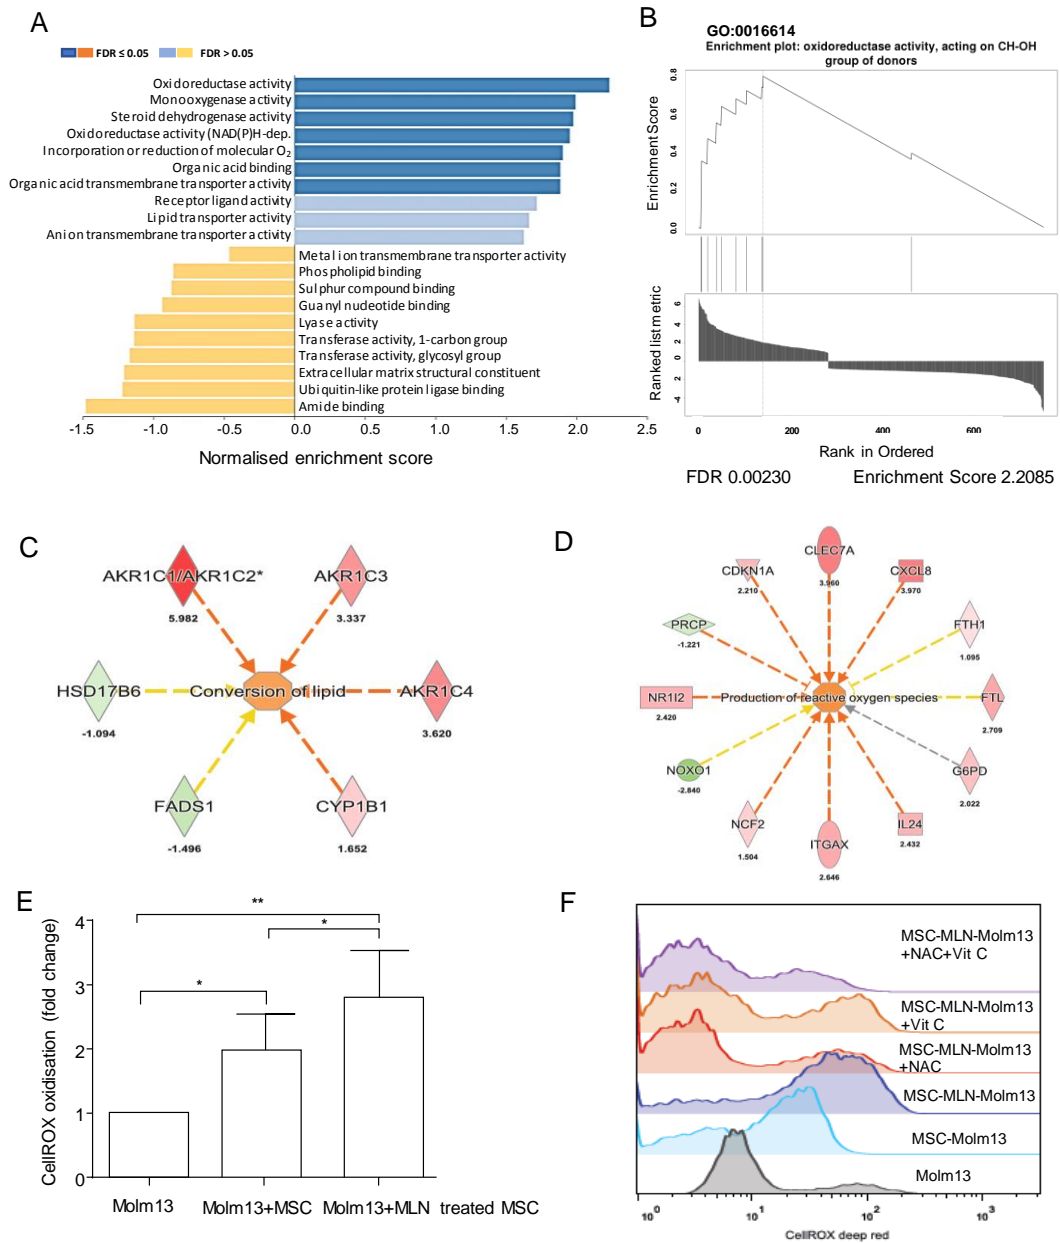 A
FDR ≤ 0.05 FDR > 0.05
Oxidoreductase activity
Monooxygenase activity
Steroid dehydrogenase activity
Oxidoreductase activity (NAD(P)H-dep.
Incorporation or reduction of molecular O₂
Organic acid binding
Organic acid transmembrane transporter activity
Receptor ligand activity
Lipid transporter activity
Anion transmembrane transporter activity
Metal ion transmembrane transporter activity
Phospholipid binding
Sulphur compound binding
Guanyl nudeotide binding
Lyase activity
Transferase activity, 1-carbon group
Transferase activity, glycosyl group
Extracellular matrix structural constituent
Ubiquitin-like protein ligase binding
Amide binding
-1.5 -1.0 -0.5 0.0 0.5 1.0 1.5 2.0 2.5
Normalised enrichment score
B
GO:0016614
Enrichment plot: oxidoreductase activity, acting on CH-OH
group of donors
Enrichment Score
0.8
0.6
0.4
0.2
0.0
Ranked list metric
6
4
2
0
2
-4
0 200 400 600
Rank in Ordered
FDR 0.00230 Enrichment Score 2.2085
C
AKR1C1/AKR1C2*
5.982
AKR1C3
3.337
HSD17B6
-1.094
Conversion of lipid
AKR1C4
3.620
FADS1
-1.496
CYP1B1
1.652
D
CLEC7A
3.960
CDKN1A
2.210
CXCL8
3.970
PRCP
-1.221
FTH1
1.095
NR1I2
2.420
Production of reactive oxygen species
FTL
2.709
NOXO1
-2.840
G6PD
2.022
NCF2
1.504
IL24
2.432
ITGAX
2.646
E
CellROX oxidisation (fold change)
4
3
2
1
0
**
*
*
Molm13 Molm13+MSC Molm13+MLN treated MSC
F
MSC-MLN-Molm13
+NAC+Vit C
MSC-MLN-Molm13
+Vit C
MSC-MLN-Molm13
+NAC
MSC-MLN-Molm13
MSC-Molm13
Molm13
10⁰ 10¹ 10² 10³
CellROX deep red